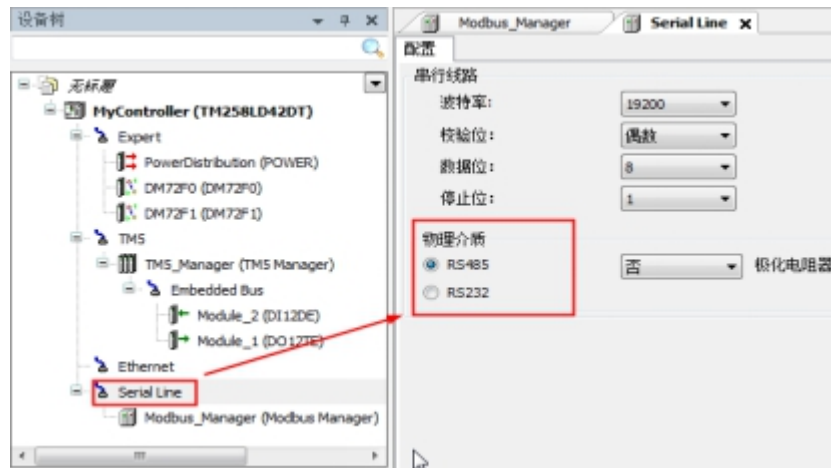 设备树
无标题
MyController (TM258LD42DT)
Expert
PowerDistribution (POWER)
DM72F0 (DM72F0)
DM72F1 (DM72F1)
TM5
TM5_Manager (TM5 Manager)
Embedded Bus
Module_2 (DI12DE)
Module_1 (DO12TE)
Ethernet
Serial Line
Modbus_Manager (Modbus Manager)
Modbus_Manager
Serial Line
配置
串行线路
波特率: 19200
校验位: 偶数
数据位: 8
停止位: 1
物理介质
RS485 否 极化电阻器
RS232